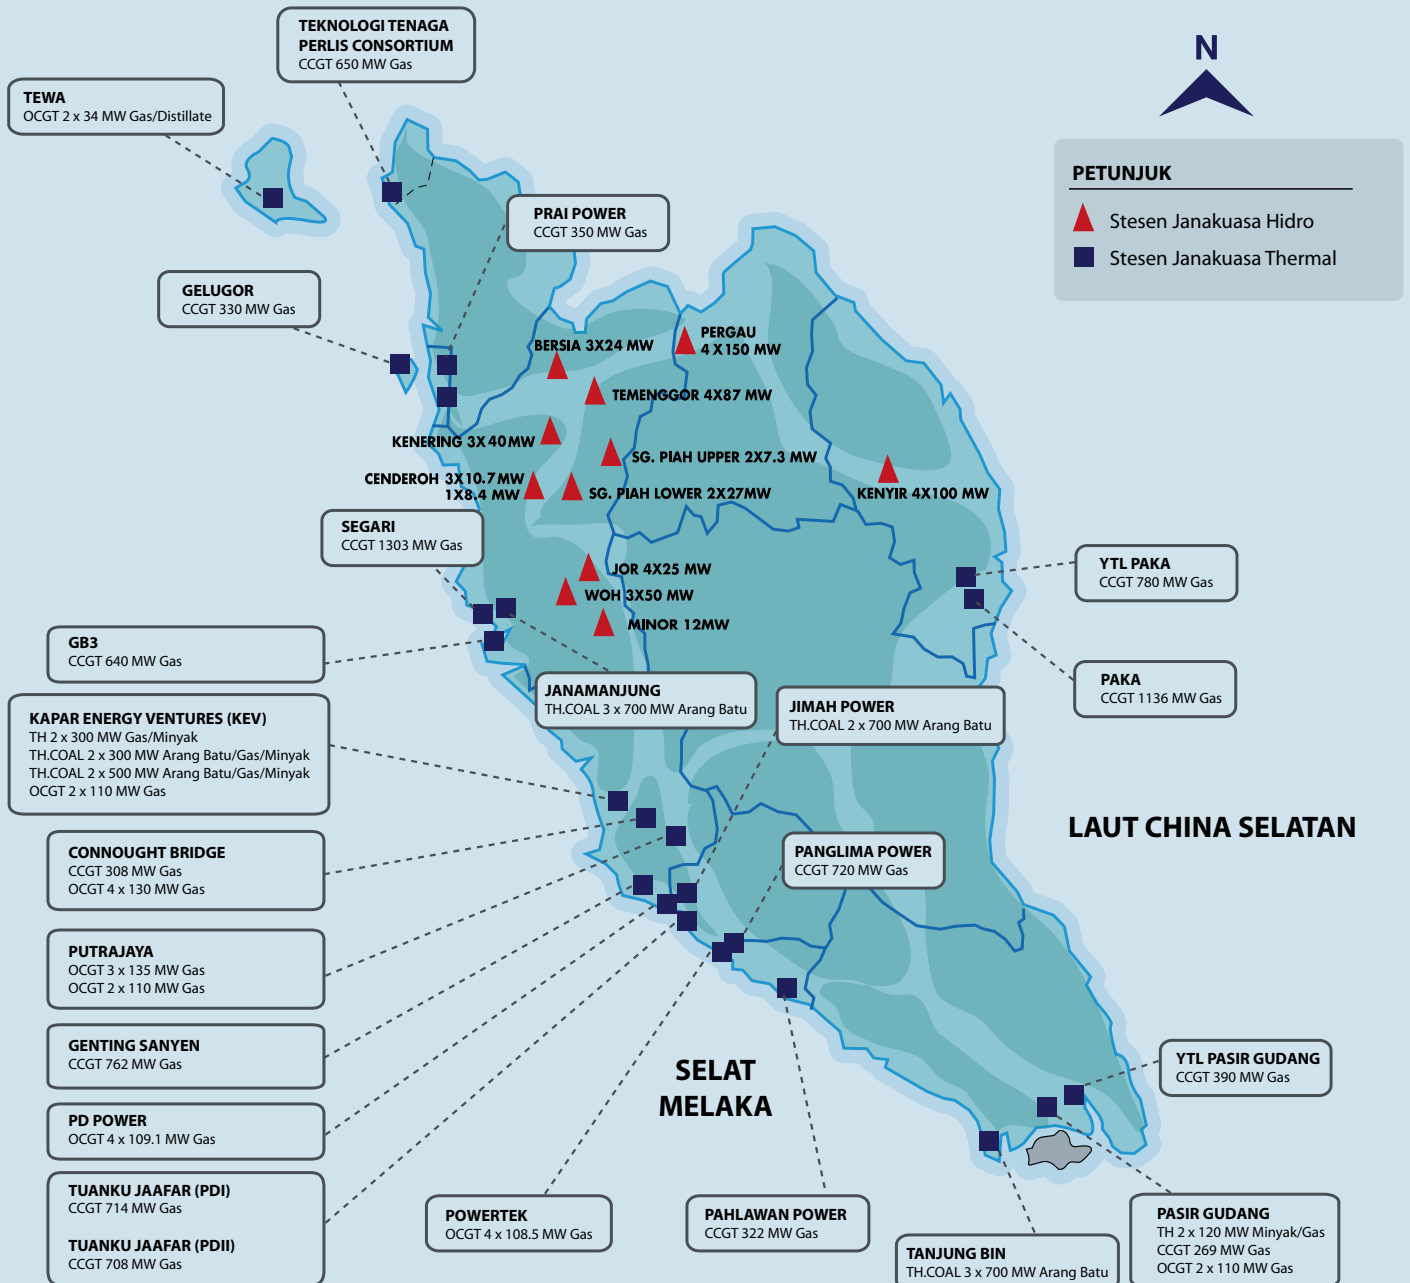 TEKNOLOGI TENAGA
PERLIS CONSORTIUM
CCGT 650 MW Gas
N
TEWA
OCGT 2 x 34 MW Gas/Distillate
PETUNJUK
Stesen Janakuasa Hidro
Stesen Janakuasa Thermal
PRAI POWER
CCGT 350 MW Gas
GELUGOR
CCGT 330 MW Gas
PERGAU
4 X 150 MW
BERSIA 3X24 MW
TEMENGGOR 4X87 MW
KENERING 3X 40 MW
SG. PIAH UPPER 2X7.3 MW
CENDEROH 3X10.7 MW
1X8.4 MW
SG. PIAH LOWER 2X27MW
KENYIR 4X100 MW
SEGARI
CCGT 1303 MW Gas
JOR 4X25 MW
WOH 3X50 MW
MINOR 12MW
YTL PAKA
CCGT 780 MW Gas
GB3
CCGT 640 MW Gas
PAKA
CCGT 1136 MW Gas
JANAMANJUNG
TH.COAL 3 x 700 MW Arang Batu
JIMAH POWER
TH.COAL 2 x 700 MW Arang Batu
KAPAR ENERGY VENTURES (KEV)
TH 2 x 300 MW Gas/Minyak
TH.COAL 2 x 300 MW Arang Batu/Gas/Minyak
TH.COAL 2 x 500 MW Arang Batu/Gas/Minyak
OCGT 2 x 110 MW Gas
LAUT CHINA SELATAN
CONNOUGHT BRIDGE
CCGT 308 MW Gas
OCGT 4 x 130 MW Gas
PANGLIMA POWER
CCGT 720 MW Gas
PUTRAJAYA
OCGT 3 x 135 MW Gas
OCGT 2 x 110 MW Gas
GENTING SANYEN
CCGT 762 MW Gas
SELAT
MELAKA
YTL PASIR GUDANG
CCGT 390 MW Gas
PD POWER
OCGT 4 x 109.1 MW Gas
TUANKU JAAFAR (PDI)
CCGT 714 MW Gas
TUANKU JAAFAR (PDII)
CCGT 708 MW Gas
POWERTEK
OCGT 4 x 108.5 MW Gas
PAHLAWAN POWER
CCGT 322 MW Gas
TANJUNG BIN
TH.COAL 3 x 700 MW Arang Batu
PASIR GUDANG
TH 2 x 120 MW Minyak/Gas
CCGT 269 MW Gas
OCGT 2 x 110 MW Gas